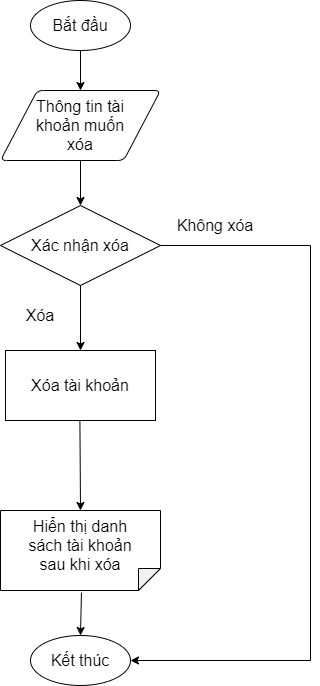 Bắt đầu
Thông tin tài
khoản muốn
xóa
Không xóa
Xác nhận xóa
Xóa
Xóa tài khoản
Hiển thị danh
sách tài khoản
sau khi xóa
Kết thúc